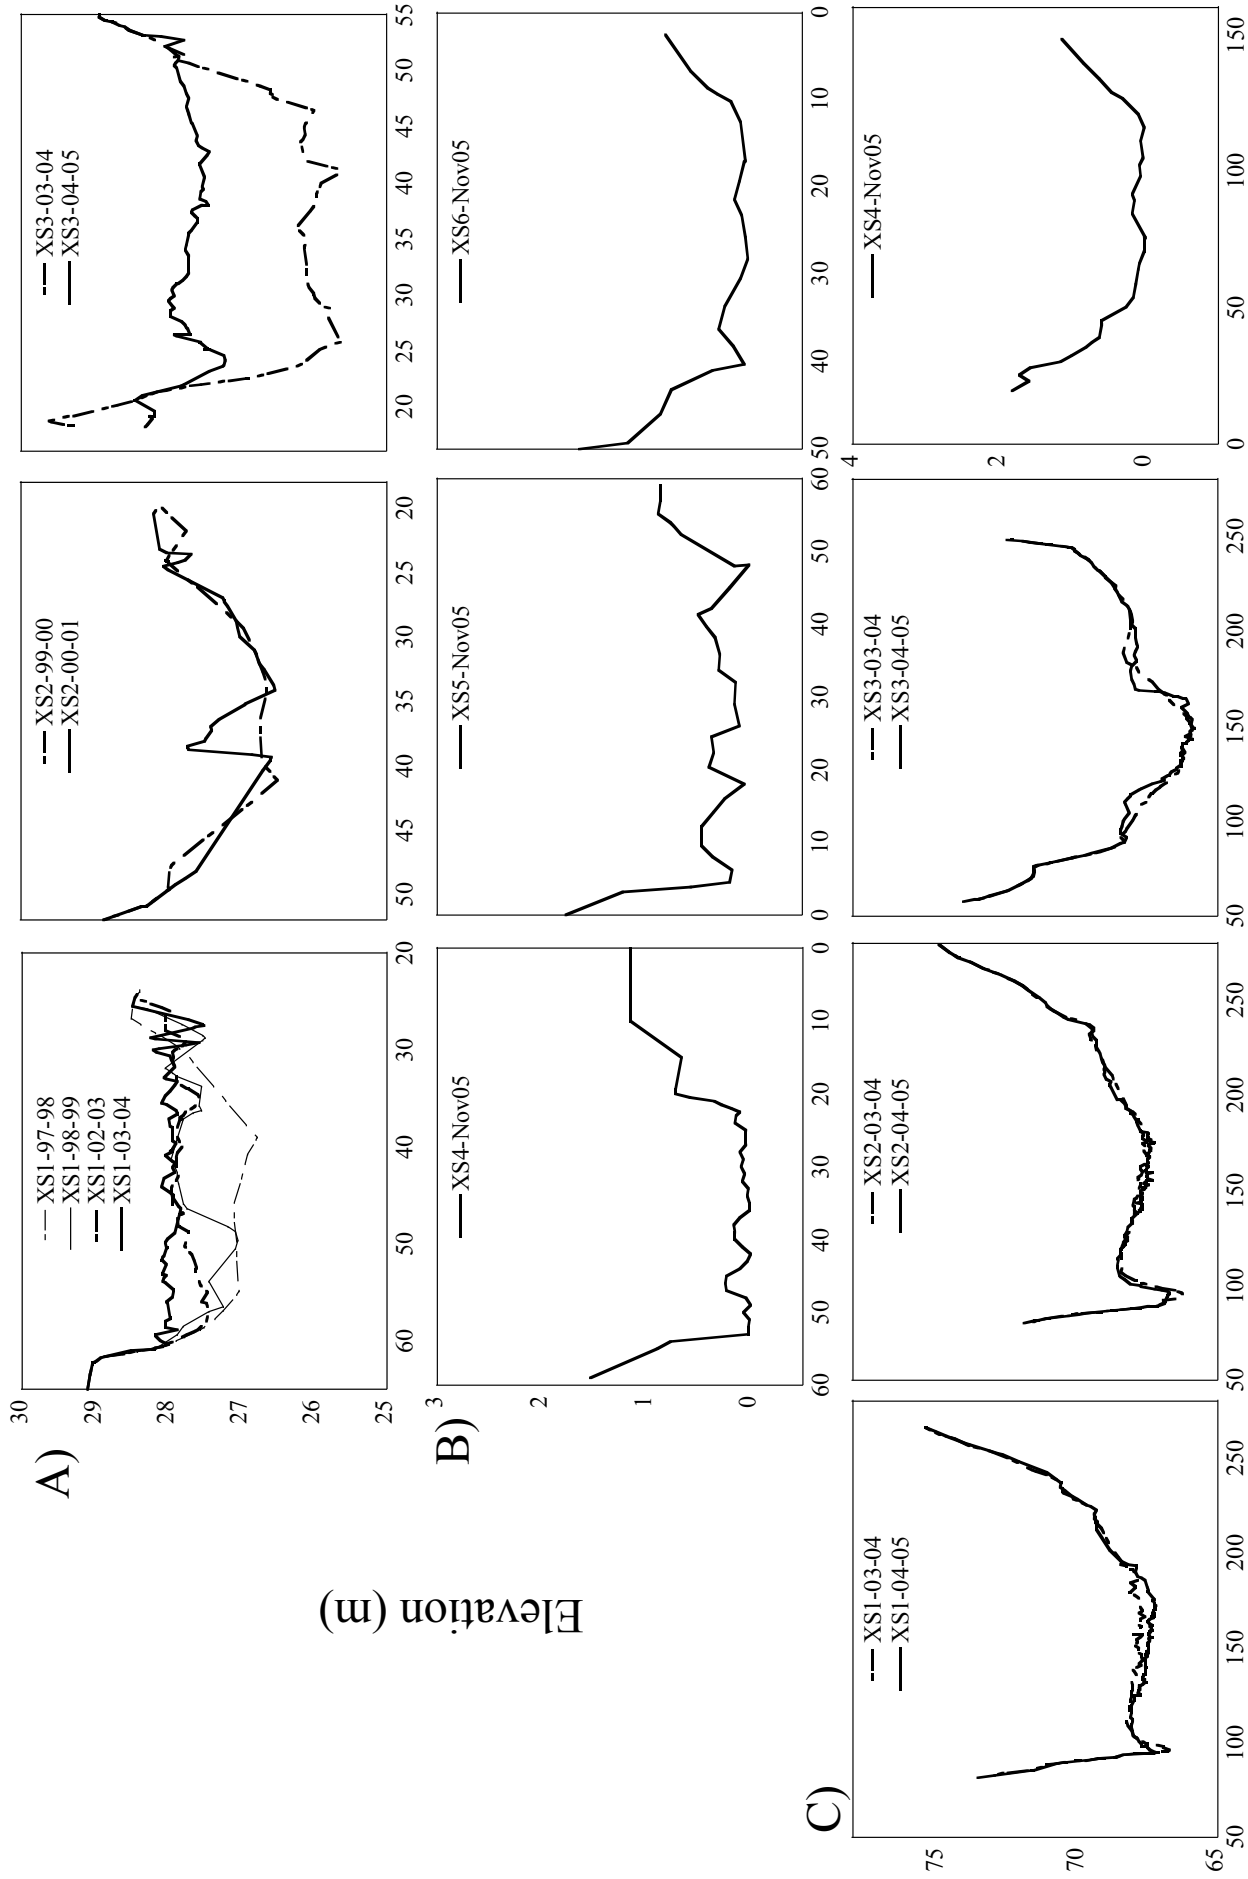 A)
30
29
28
27
26
25
XS1-97-98
XS1-98-99
XS1-02-03
XS1-03-04
60 50 40 30 20
XS2-99-00
XS2-00-01
50 45 40 35 30 25 20
XS3-03-04
XS3-04-05
20 25 30 35 40 45 50 55
Elevation (m)
B)
3
2
1
0
XS4-Nov05
60 50 40 30 20 10 0
XS5-Nov05
0 10 20 30 40 50 60
XS6-Nov05
50 40 30 20 10 0
C)
75
70
65
XS1-03-04
XS1-04-05
50 100 150 200 250
XS2-03-04
XS2-04-05
50 100 150 200 250
XS3-03-04
XS3-04-05
50 100 150 200 250
4
2
0
XS4-Nov05
0 50 100 150